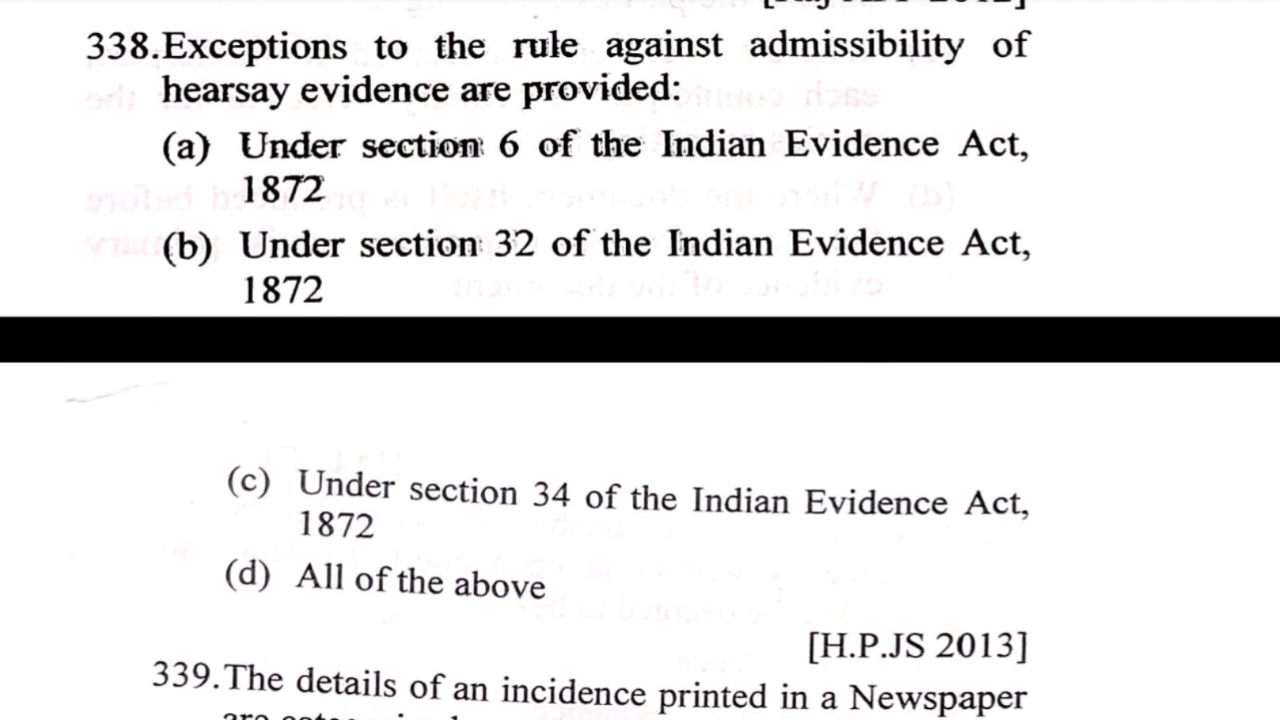 338. Exceptions to the rule against admissibility of
hearsay evidence are provided:
(a) Under section 6 of the Indian Evidence Act,
1872
(b) Under section 32 of the Indian Evidence Act,
1872
(c) Under section 34 of the Indian Evidence Act,
1872
(d) All of the above
[H.P.JS 2013]
339. The details of an incidence printed in a Newspaper